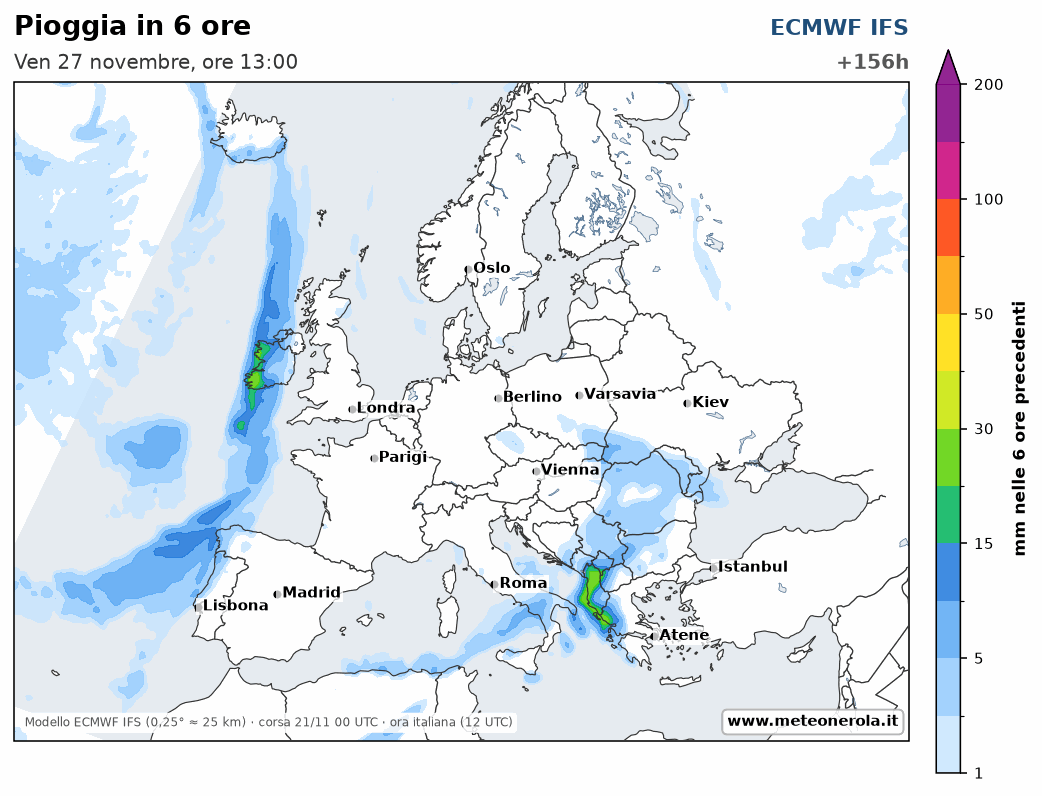 Pioggia in 6 ore
ECMWF IFS
Ven 27 novembre, ore 13:00
+156h
200
100
50
30
15
5
1
mm nelle 6 ore precedenti
Oslo
Berlino
Varsavia
Kiev
Londra
Parigi
Vienna
Istanbul
Roma
Madrid
Lisbona
Atene
Modello ECMWF IFS (0,25° ≈ 25 km) · corsa 21/11 00 UTC · ora italiana (12 UTC)
www.meteonerola.it